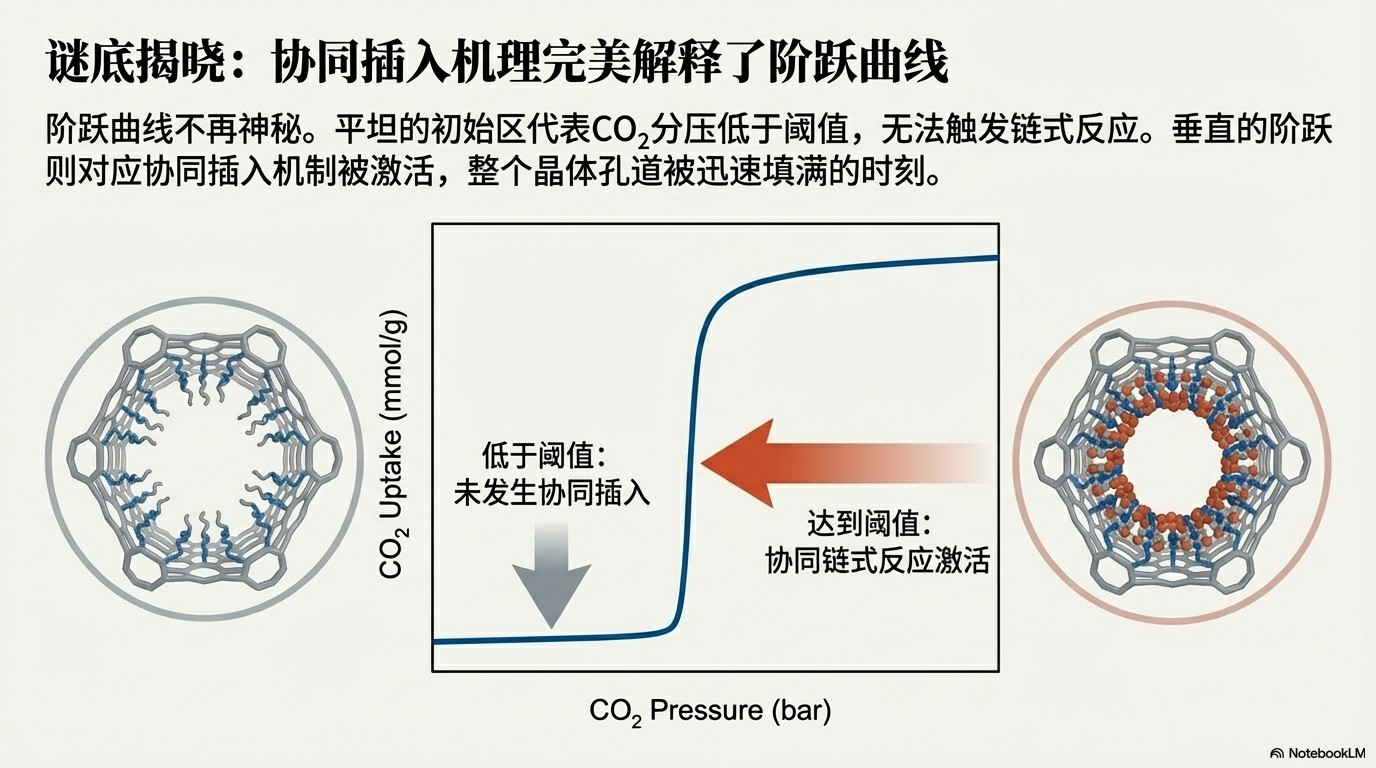 谜底揭晓：协同插入机理完美解释了阶跃曲线
阶跃曲线不再神秘。平坦的初始区代表CO₂分压低于阈值，无法触发链式反应。垂直的阶跃
则对应协同插入机制被激活，整个晶体孔道被迅速填满的时刻。
CO₂ Uptake (mmol/g)
低于阈值：
未发生协同插入
达到阈值：
协同链式反应激活
CO₂ Pressure (bar)
NotebookLM